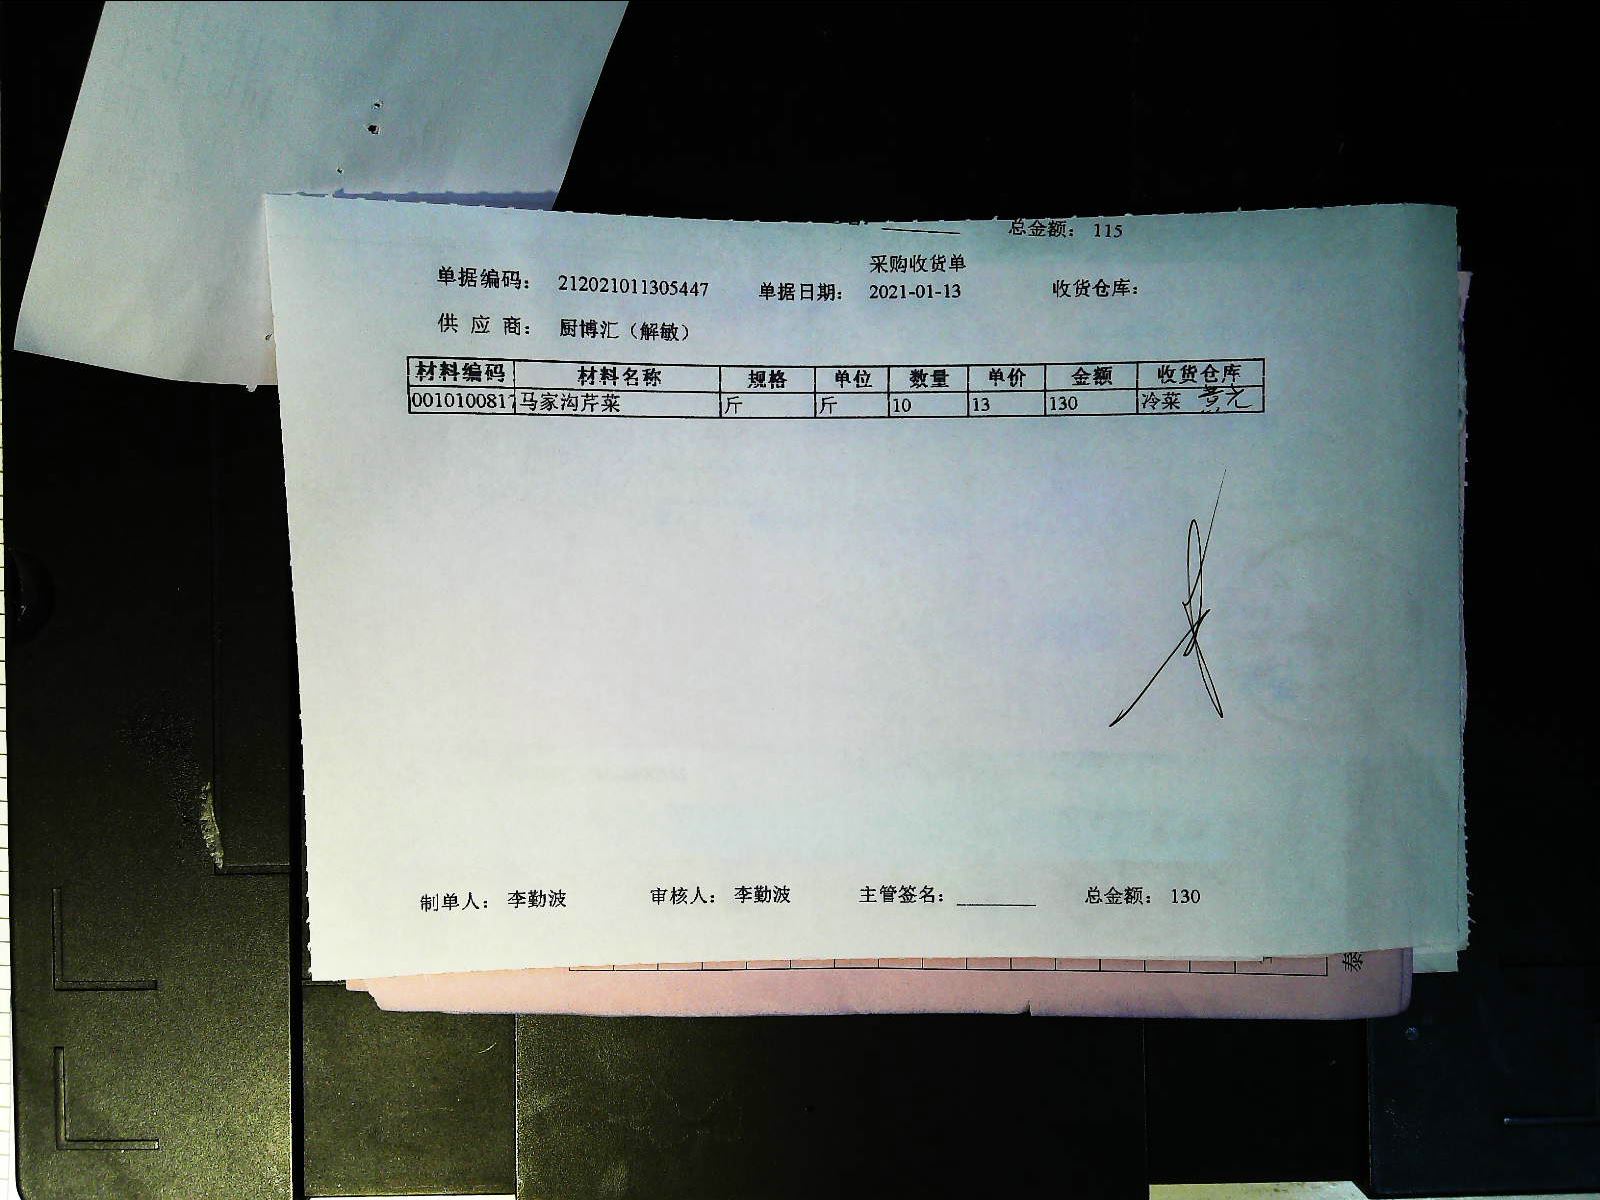 总金额： 115
采购收货单
单据编码： 212021011305447 单据日期： 2021-01-13 收货仓库：
供 应 商： 厨博汇（解敏）
材料编码 材料名称 规格 单位 数量 单价 金额 收货仓库
0010100817 马家沟芹菜 斤 斤 10 13 130 冷菜
制单人： 李勤波 审核人： 李勤波 主管签名： 总金额： 130
泰